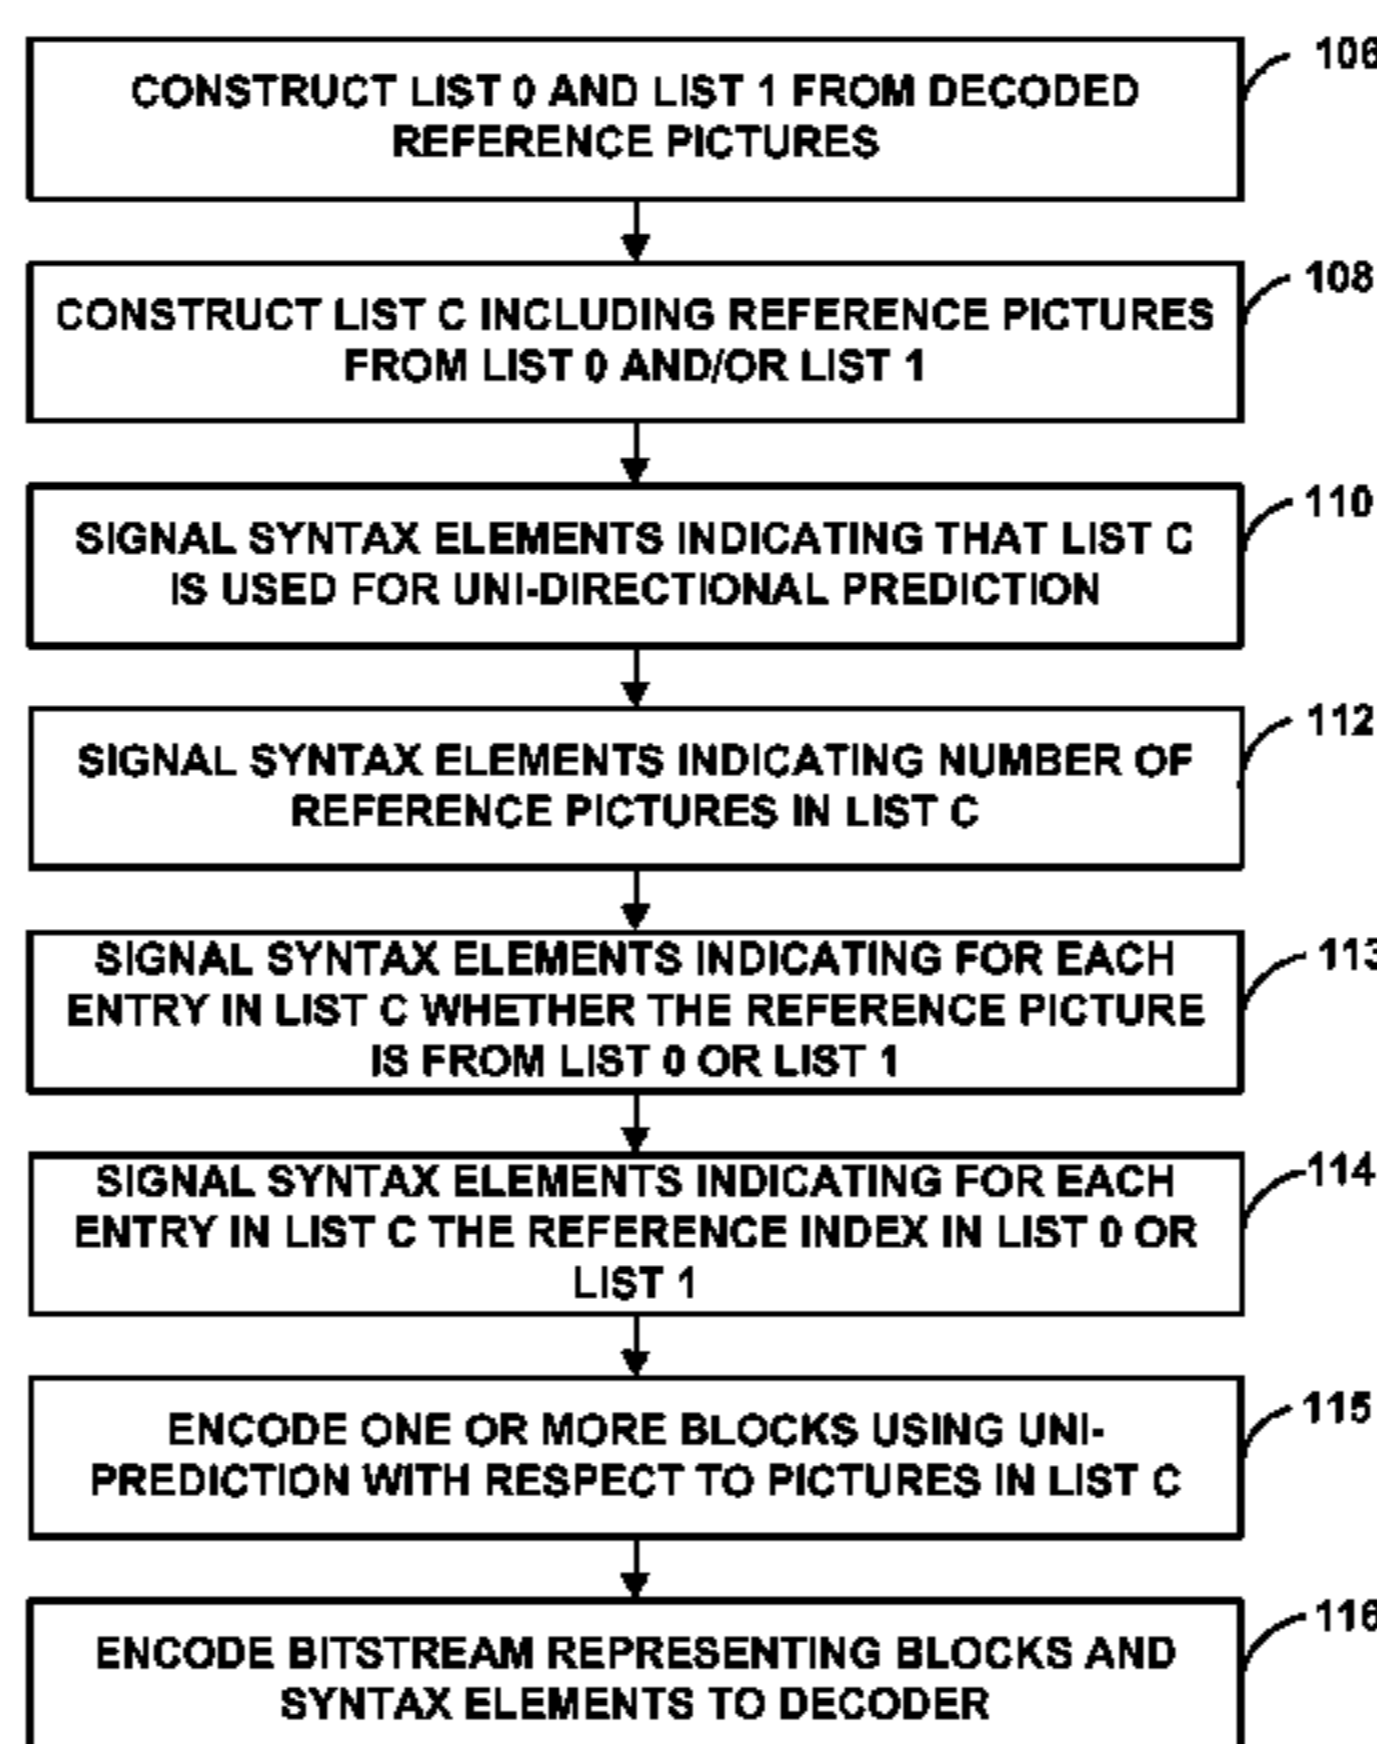 CONSTRUCT LIST 0 AND LIST 1 FROM DECODED
REFERENCE PICTURES
106
CONSTRUCT LIST C INCLUDING REFERENCE PICTURES
FROM LIST 0 AND/OR LIST 1
108
SIGNAL SYNTAX ELEMENTS INDICATING THAT LIST C
IS USED FOR UNI-DIRECTIONAL PREDICTION
110
SIGNAL SYNTAX ELEMENTS INDICATING NUMBER OF
REFERENCE PICTURES IN LIST C
112
SIGNAL SYNTAX ELEMENTS INDICATING FOR EACH
ENTRY IN LIST C WHETHER THE REFERENCE PICTURE
IS FROM LIST 0 OR LIST 1
113
SIGNAL SYNTAX ELEMENTS INDICATING FOR EACH
ENTRY IN LIST C THE REFERENCE INDEX IN LIST 0 OR
LIST 1
114
ENCODE ONE OR MORE BLOCKS USING UNI-
PREDICTION WITH RESPECT TO PICTURES IN LIST C
115
ENCODE BITSTREAM REPRESENTING BLOCKS AND
SYNTAX ELEMENTS TO DECODER
116